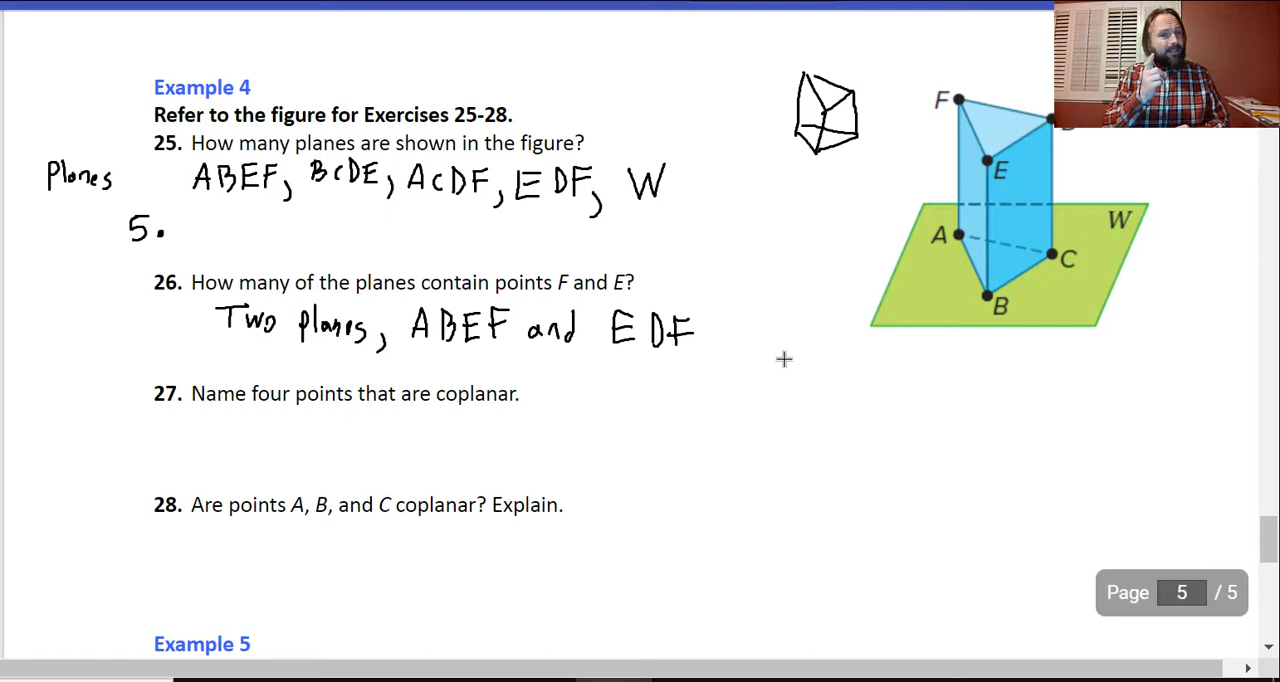 Example 4
Refer to the figure for Exercises 25-28.
25. How many planes are shown in the figure?
Planes ABEF, BCDE, ACDF, EDF, W
5.
26. How many of the planes contain points F and E?
Two planes, ABEF and EDF
27. Name four points that are coplanar.
28. Are points A, B, and C coplanar? Explain.
Example 5
F
E
W
A
C
B
Page 5 / 5